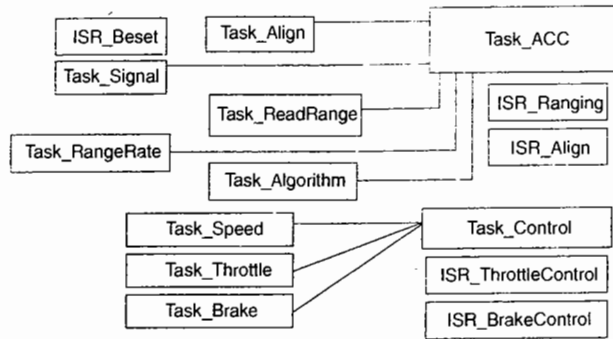 ISR_Beset
Task_Align
Task_ACC
Task_Signal
Task_ReadRange
ISR_Ranging
Task_RangeRate
ISR_Align
Task_Algorithm
Task_Speed
Task_Control
Task_Throttle
ISR_ThrottleControl
Task_Brake
ISR_BrakeControl